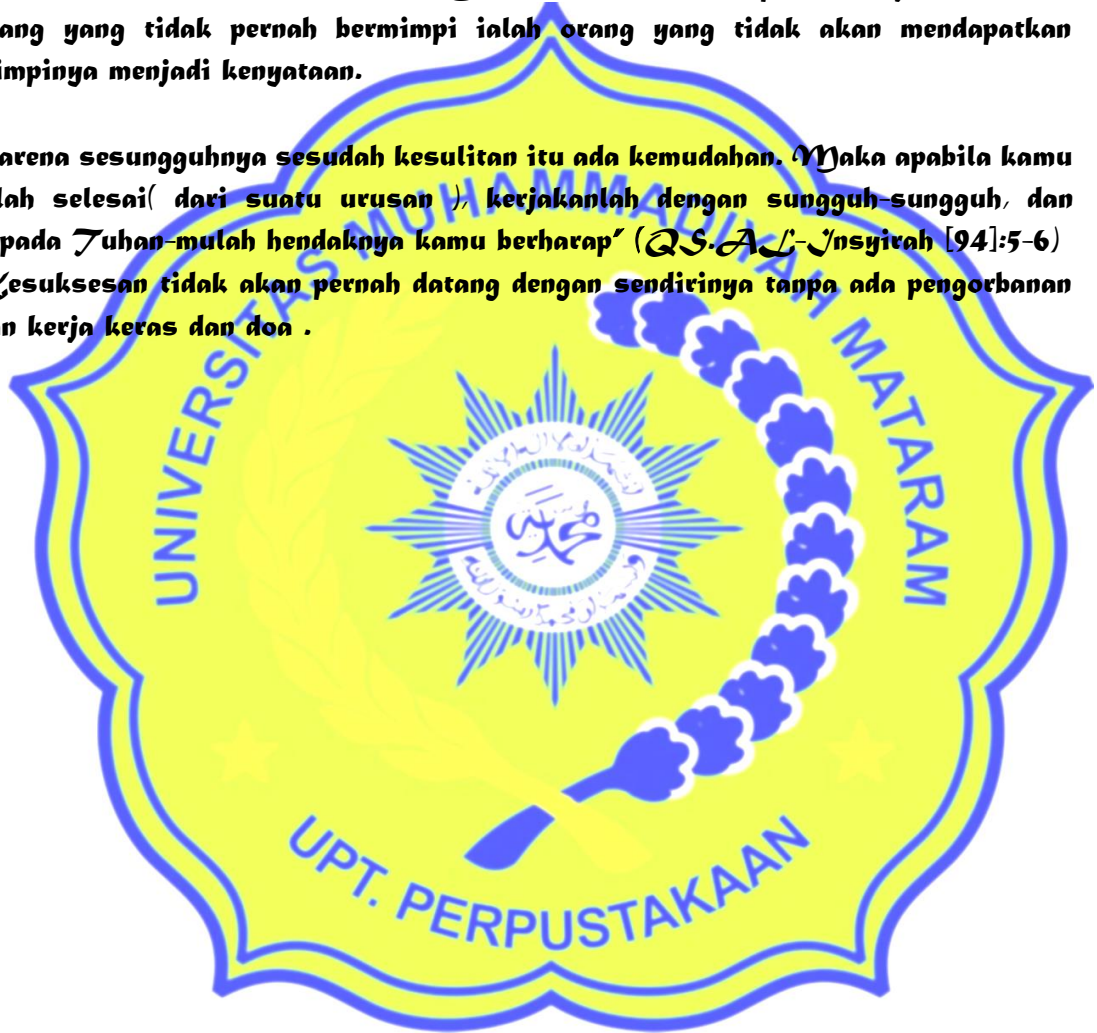 ang yang tidak pernah bermimpi ialah orang yang tidak akan mendapatkan
impinya menjadi kenyataan.
arena sesungguhnya sesudah kesulitan itu ada kemudahan. Maka apabila kamu
lah selesai( dari suatu urusan ), kerjakanlah dengan sungguh-sungguh, dan
pada Tuhan-mulah hendaknya kamu berharap" (QS.AL-Insyirah [94]:5-6)
Kesuksesan tidak akan pernah datang dengan sendirinya tanpa ada pengorbanan
n kerja keras dan doa .
UNIVERSITAS MUHAMMADIYAH MATARAM
محمدية
UPT. PERPUSTAKAAN